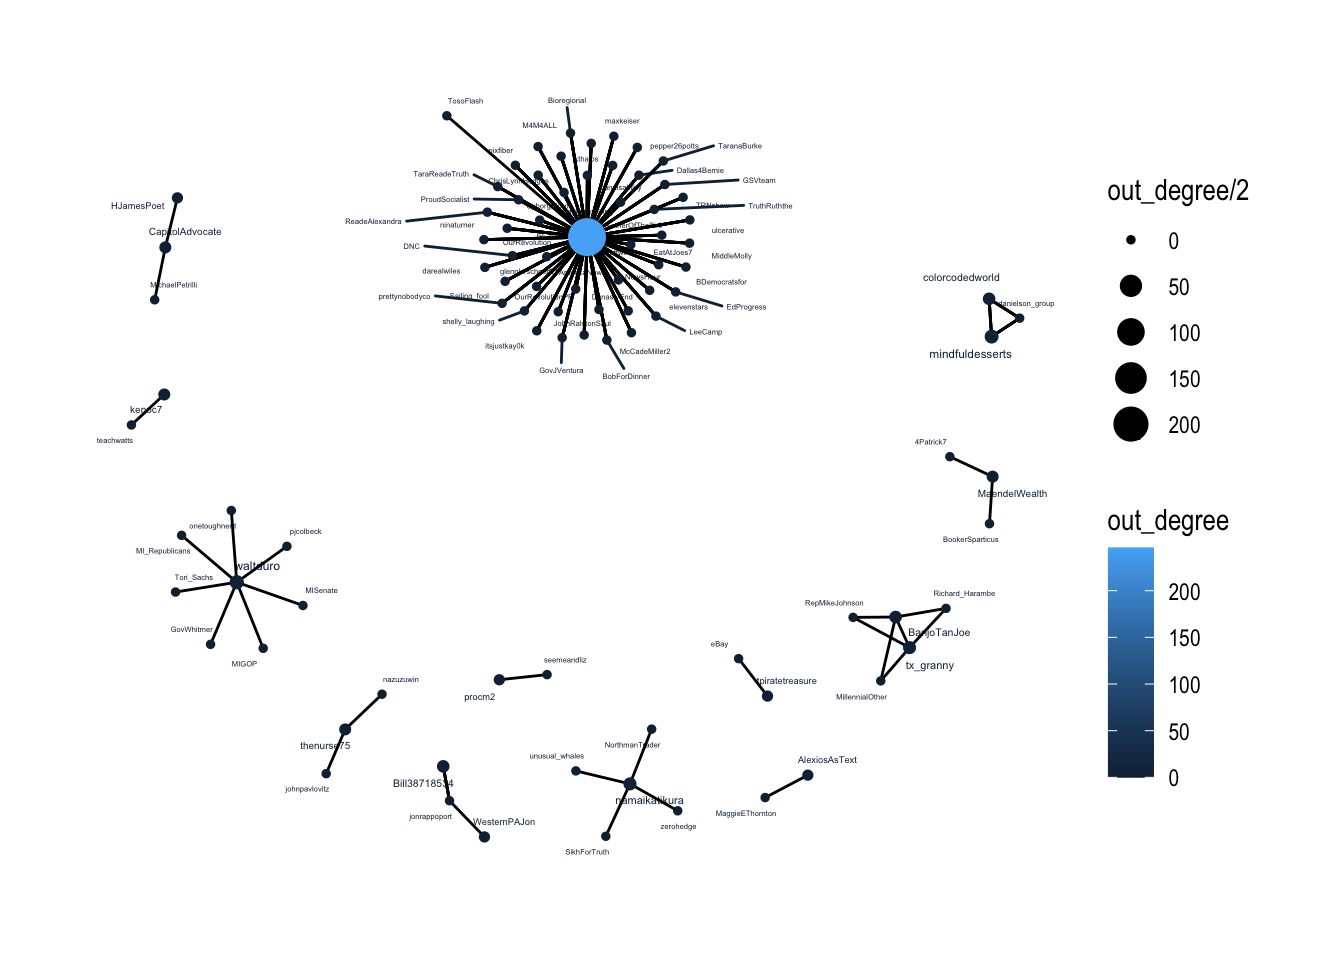 TosoFlash
Bioregional
M4M4ALL
maxkeiser
pixfiber
pepper26potts
TaranaBurke
TaraReadeTruth
Dallas4Bernie
GSVteam
ProudSocialist
TruthRuththe
ReadeAlexandra
ninaturner
ulcerative
DNC
OurRevolution
EatAtJoes7
MiddleMolly
darealwiles
BDemocratsfor
prettynobodyco
Sailing_fool
elevenstars
EdProgress
shelly_laughing
JohnRalstonSaul
LeeCamp
itsjustkay0k
McCadeMiller2
GovJVentura
BobForDinner
HJamesPoet
CapitolAdvocate
MichaelPetrilli
kenoc7
teachwatts
colorcodedworld
danielson_group
mindfuldesserts
4Patrick7
MaendelWealth
BookerSparticus
onetoughnerd
pjcolbeck
MI_Republicans
waltduro
Tori_Sachs
MISenate
GovWhitmer
MIGOP
RepMikeJohnson
Richard_Harambe
BanjoTanJoe
tx_granny
MillennialOther
eBay
tpiratetreasure
seemeandliz
procm2
nazuzuwin
thenurse75
johnpavlovitz
Bill38718534
jonrappoport
WesternPAJon
NorthmanTrader
unusual_whales
namaikatikura
zerohedge
SikhForTruth
AlexiosAsText
MaggieEThornton
out_degree/2
0
50
100
150
200
out_degree
200
150
100
50
0